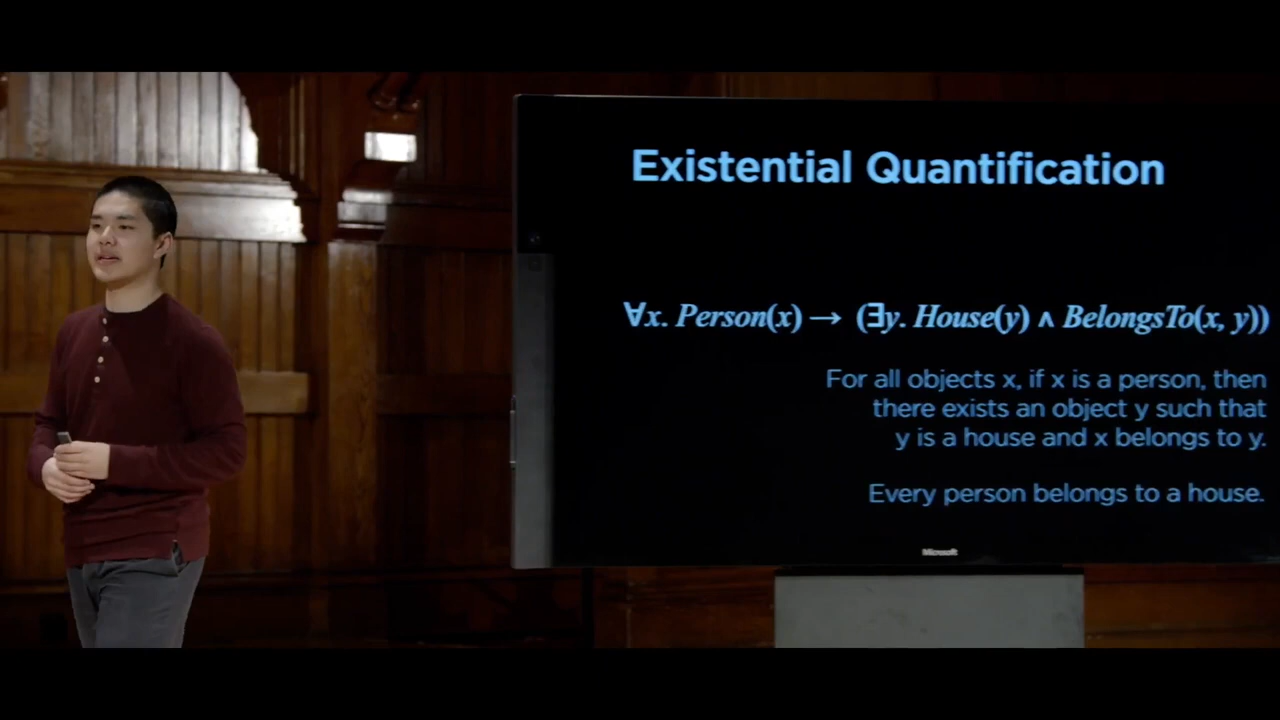 Existential Quantification
∀x. Person(x) → (∃y. House(y) ∧ BelongsTo(x, y))
For all objects x, if x is a person, then
there exists an object y such that
y is a house and x belongs to y.
Every person belongs to a house.
Microsoft